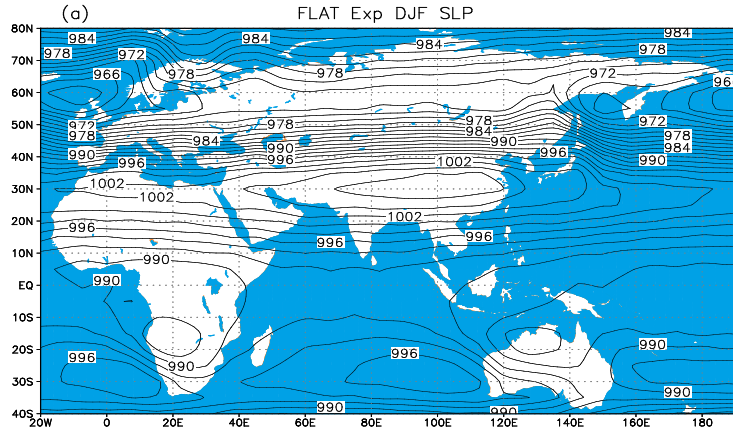 (a) FLAT Exp DJF SLP
80N
984 984 984
978 972 978
70N
966 978 978 972
96
60N
972 978 978 972
50N
978 984 984 978
990 990 984
40N
990 996 996 1002 996 990
30N
1002
1002
20N
996 1002
996 996
10N
990
EQ
990
10S
20S
996 996 990
990
30S
990
40S
990 990
20W 0 20E 40E 60E 80E 100E 120E 140E 160E